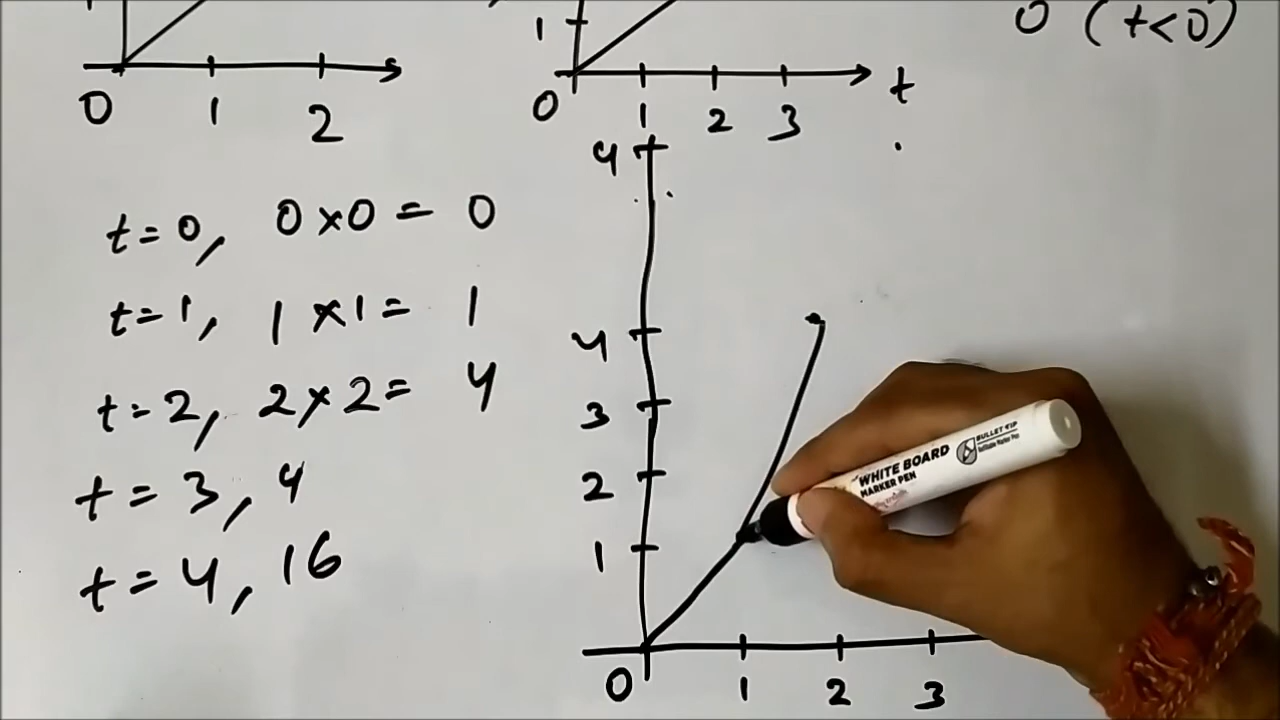 0 (t<0)
0 1 2
1
0 1 2 3 t
t=0, 0×0= 0
t=1, 1×1= 1
t=2, 2×2= 4
t=3, 9
t=4, 16
9
4
3
2
1
0 1 2 3
WHITE BOARD
MARKER PEN
BULLET TIP